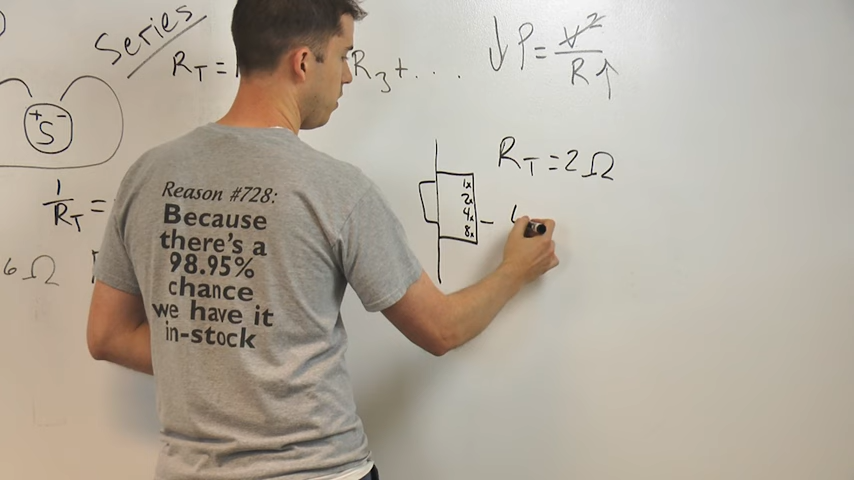 Series
R_T =
R_3 + . . . .
↓ P = V² / R ↑
+ -
S
1 / R_T =
6 Ω
R_T = 2 Ω
1x
2x
4x
8x
-
Reason #728:
Because
there's a
98.95%
chance
we have it
in-stock